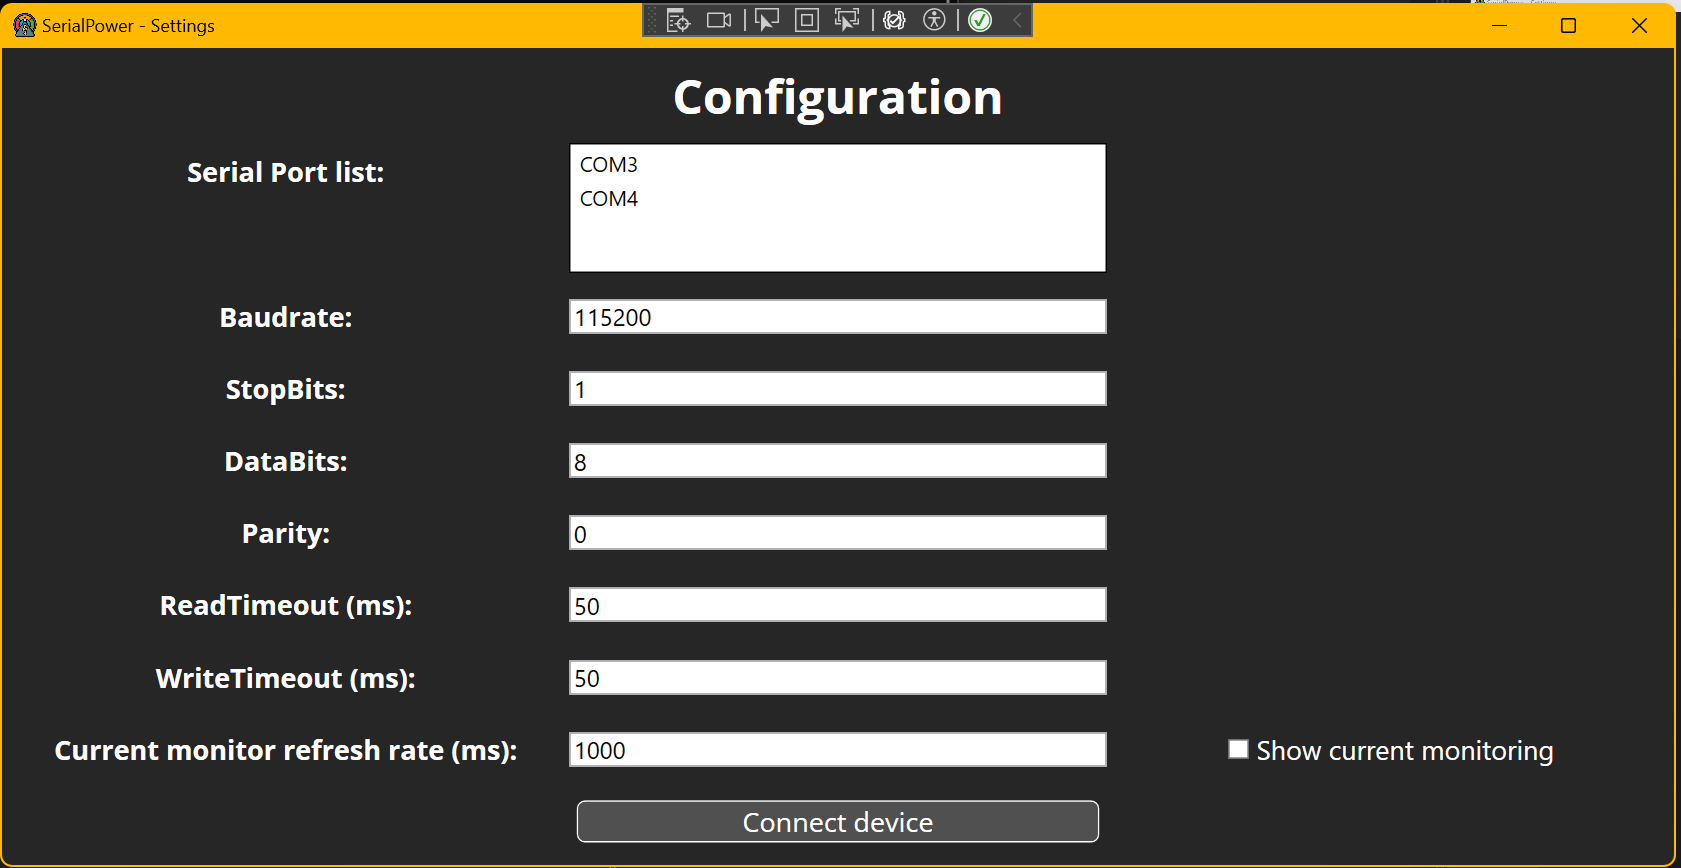 SerialPower - Settings
Configuration
Serial Port list:
COM3
COM4
Baudrate:
115200
StopBits:
1
DataBits:
8
Parity:
0
ReadTimeout (ms):
50
WriteTimeout (ms):
50
Current monitor refresh rate (ms):
1000
Show current monitoring
Connect device